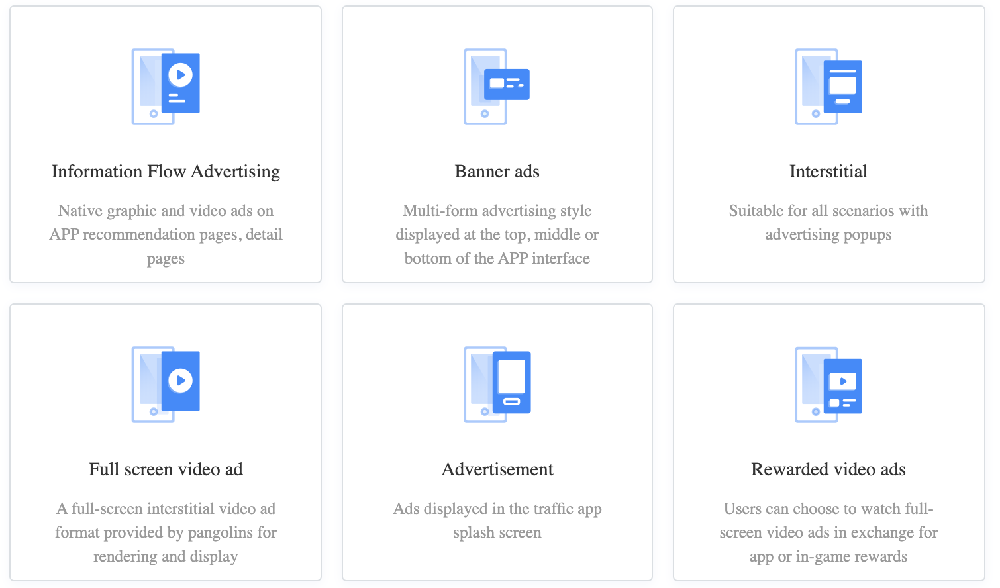 Information Flow Advertising
Native graphic and video ads on
APP recommendation pages, detail
pages
Banner ads
Multi-form advertising style
displayed at the top, middle or
bottom of the APP interface
Interstitial
Suitable for all scenarios with
advertising popups
Full screen video ad
A full-screen interstitial video ad
format provided by pangolins for
rendering and display
Advertisement
Ads displayed in the traffic app
splash screen
Rewarded video ads
Users can choose to watch full-
screen video ads in exchange for
app or in-game rewards